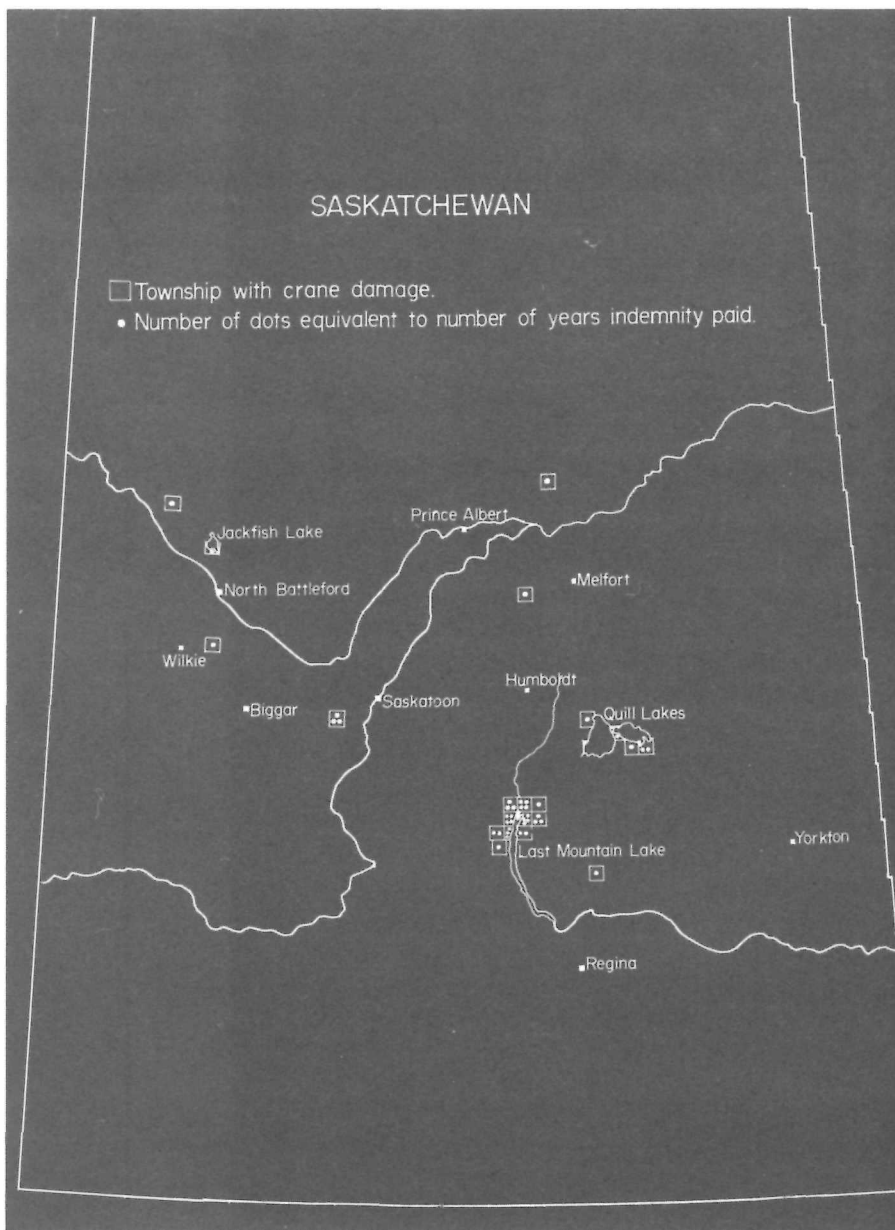 SASKATCHEWAN
Township with crane damage.
Number of dots equivalent to number of years indemnity paid.
Prince Albert
Jackfish Lake
Melfort
North Battleford
Wilkie
Humboldt
Saskatoon
Biggar
Quill Lakes
Yorkton
Last Mountain Lake
Regina